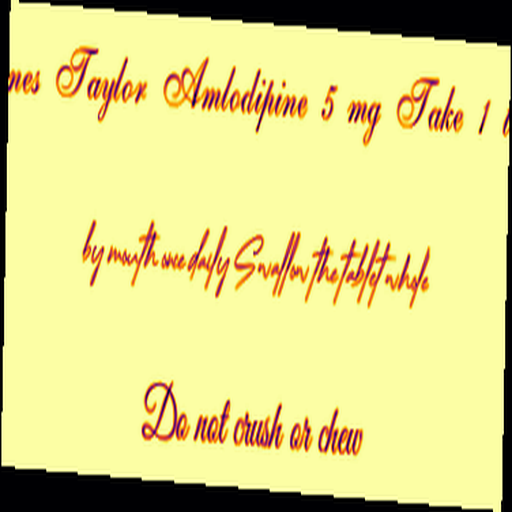 Taylor Amlodipine 5 mg Take 1
by mouth once daily Swallow the tablet whole
Do not crush or chew